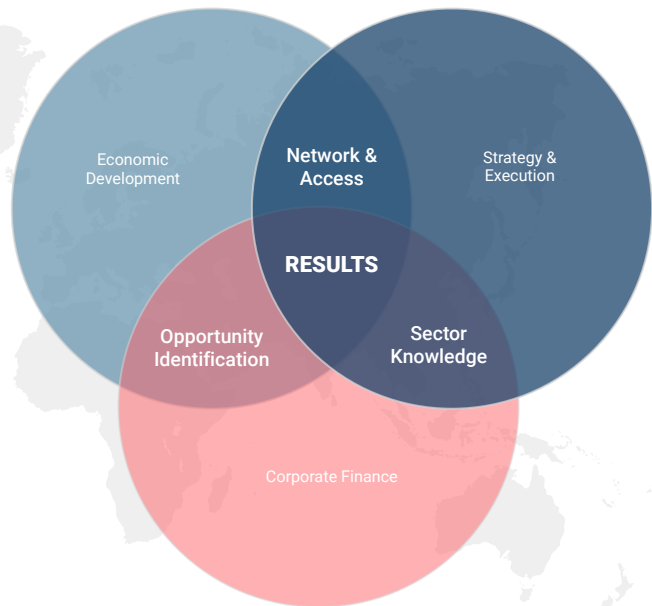 Economic
Development
Network &
Access
Strategy &
Execution
RESULTS
Opportunity
Identification
Sector
Knowledge
Corporate Finance